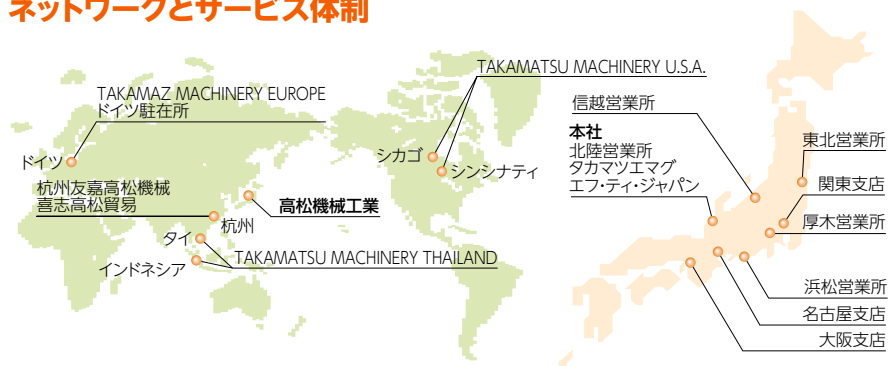 ネットワークとサービス体制
TAKAMATSU MACHINERY U.S.A.
TAKAMAZ MACHINERY EUROPE
ドイツ駐在所
ドイツ
シカゴ
シンシナティ
杭州友嘉高松機械
喜志高松貿易
杭州
高松機械工業
タイ
TAKAMATSU MACHINERY THAILAND
インドネシア
信越営業所
本社
北陸営業所
タカマツエマグ
エフ・ティ・ジャパン
東北営業所
関東支店
厚木営業所
浜松営業所
名古屋支店
大阪支店